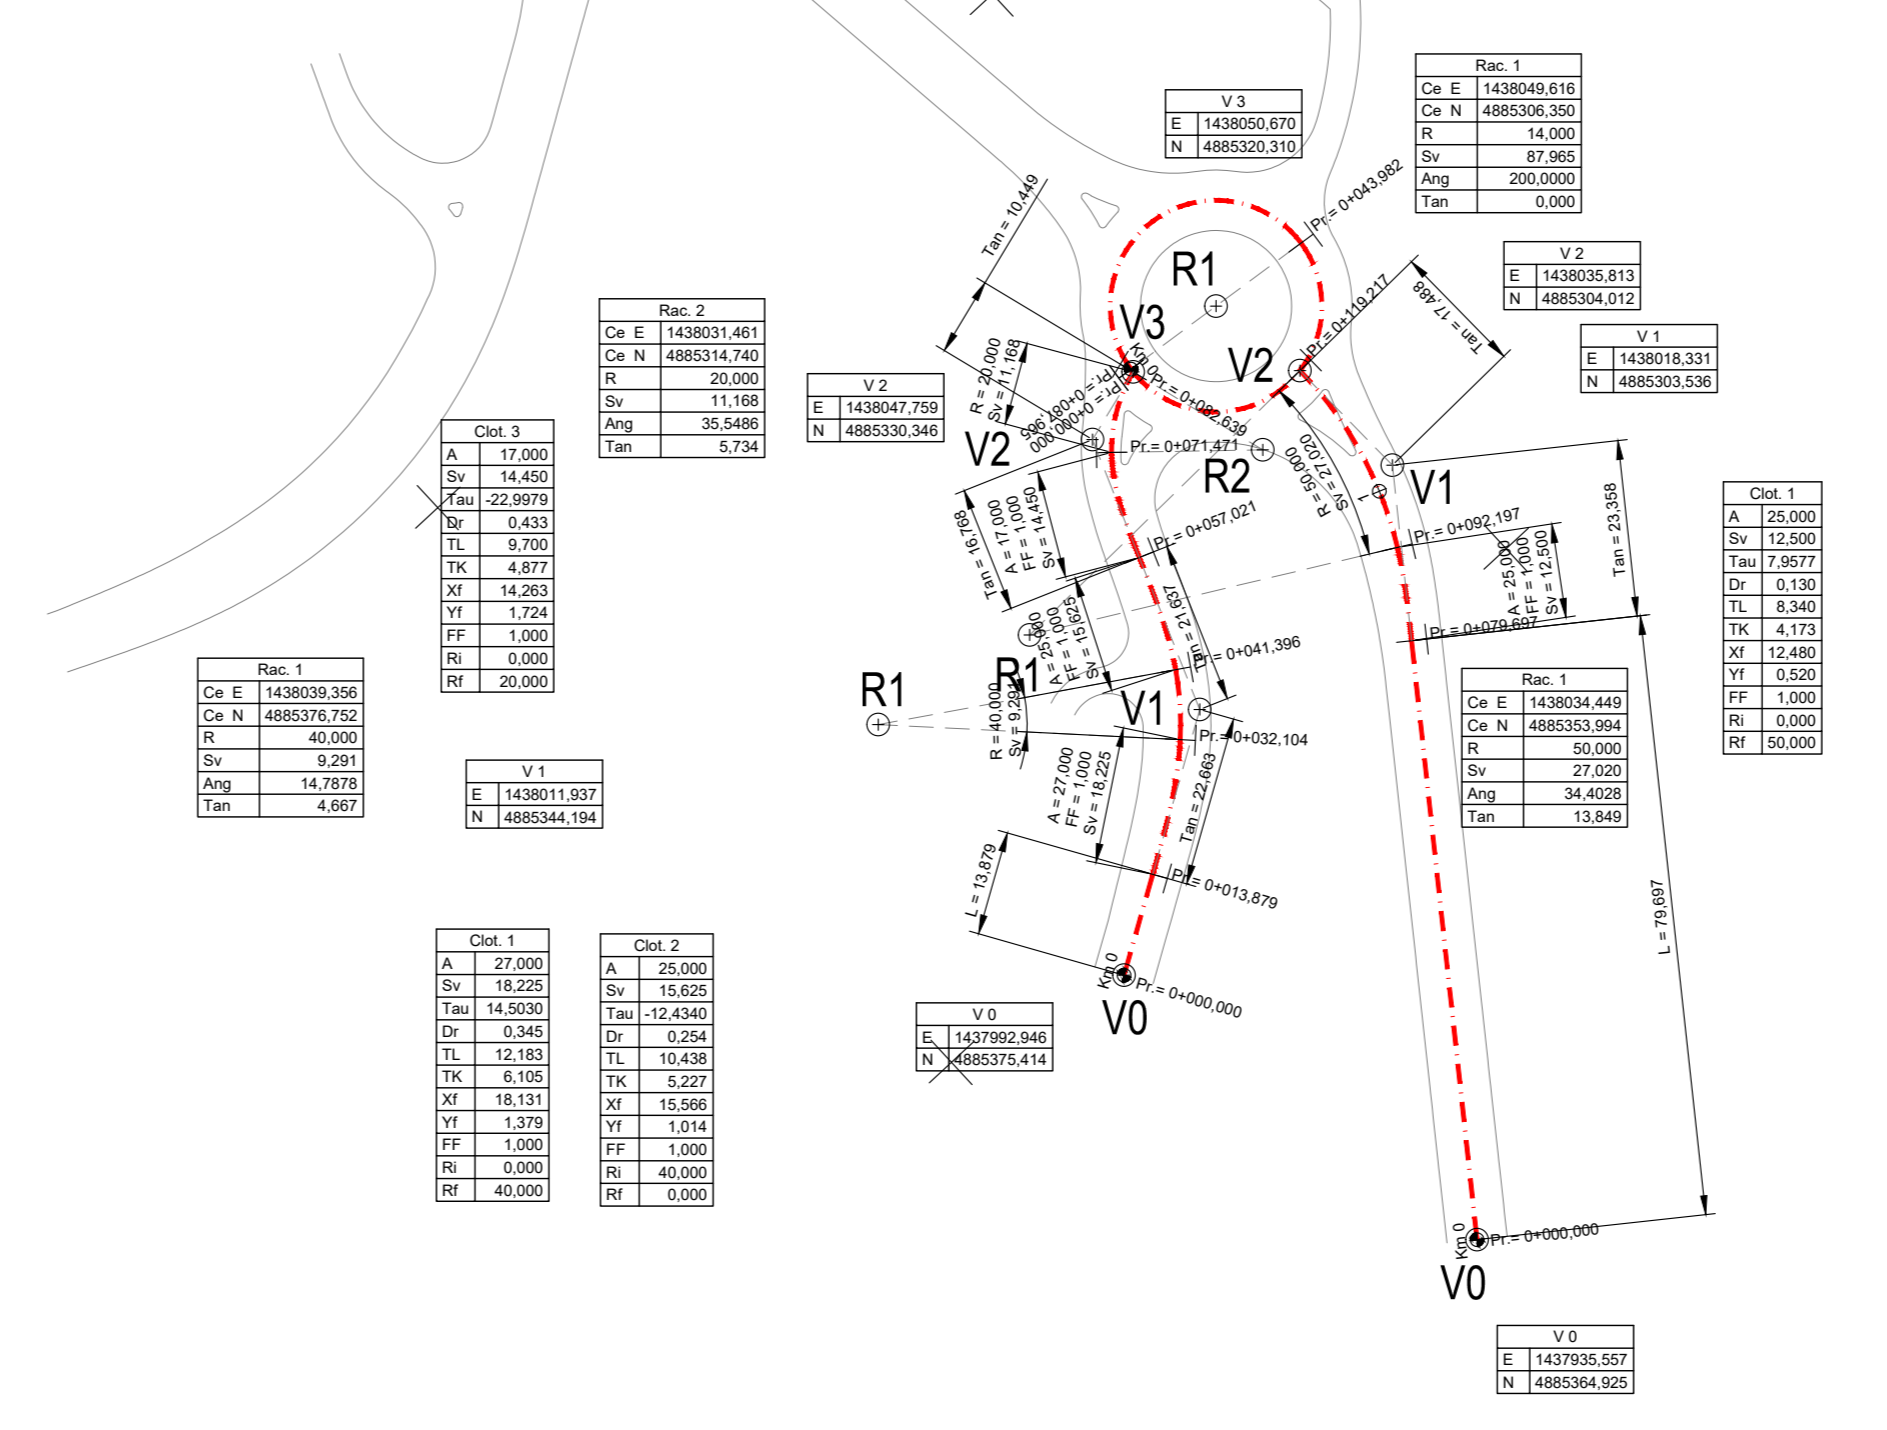 Rac. 1
Ce E 1438049,616
Ce N 4885306,350
R 14,000
Sv 87,965
Ang 200,0000
Tan 0,000
V 3
E 1438050,670
N 4885320,310
V 2
E 1438035,813
N 4885304,012
V 1
E 1438018,331
N 4885303,536
Rac. 2
Ce E 1438031,461
Ce N 4885314,740
R 20,000
Sv 11,168
Ang 35,5486
Tan 5,734
V 2
E 1438047,759
N 4885330,346
Clot. 3
A 17,000
Sv 14,450
Tau -22,9979
Dr 0,433
TL 9,700
TK 4,877
Xf 14,263
Yf 1,724
FF 1,000
Ri 0,000
Rf 20,000
Clot. 1
A 25,000
Sv 12,500
Tau 7,9577
Dr 0,130
TL 8,340
TK 4,173
Xf 12,480
Yf 0,520
FF 1,000
Ri 0,000
Rf 50,000
Rac. 1
Ce E 1438039,356
Ce N 4885376,752
R 40,000
Sv 9,291
Ang 14,7878
Tan 4,667
V 1
E 1438011,937
N 4885344,194
Rac. 1
Ce E 1438034,449
Ce N 4885353,994
R 50,000
Sv 27,020
Ang 34,4028
Tan 13,849
Clot. 1
A 27,000
Sv 18,225
Tau 14,5030
Dr 0,345
TL 12,183
TK 6,105
Xf 18,131
Yf 1,379
FF 1,000
Ri 0,000
Rf 40,000
Clot. 2
A 25,000
Sv 15,625
Tau -12,4340
Dr 0,254
TL 10,438
TK 5,227
Xf 15,566
Yf 1,014
FF 1,000
Ri 40,000
Rf 0,000
V 0
E 1437992,946
N 4885375,414
V 0
E 1437935,557
N 4885364,925
Tan = 10,449
Pr.= 0+043,982
R1
V3
V2
Km 0
Pr.= 0+119,217
Tan = 17,488
R = 20,000
Sv = 11,168
Pr.= 0+087,965
Pr.= 0+000,000
Pr.= 0+082,639
V2
Pr.= 0+071,471
R2
R = 50,000
Sv = 27,020
1
V1
Pr.= 0+092,197
A = 25,000
FF = 1,000
Sv = 12,500
Tan = 23,358
Pr.= 0+079,697
Tan = 16,768
A = 17,000
FF = 1,000
Sv = 14,450
Pr.= 0+057,021
A = 25,000
FF = 1,000
Sv = 15,625
Tan = 21,637
Pr.= 0+041,396
R1
R1
R = 40,000
Sv = 9,291
V1
Pr.= 0+032,104
A = 27,000
FF = 1,000
Sv = 18,225
Tan = 22,663
L = 13,879
Pr.= 0+013,879
Km 0
Pr.= 0+000,000
V0
L = 79,697
Km 0
Pr.= 0+000,000
V0